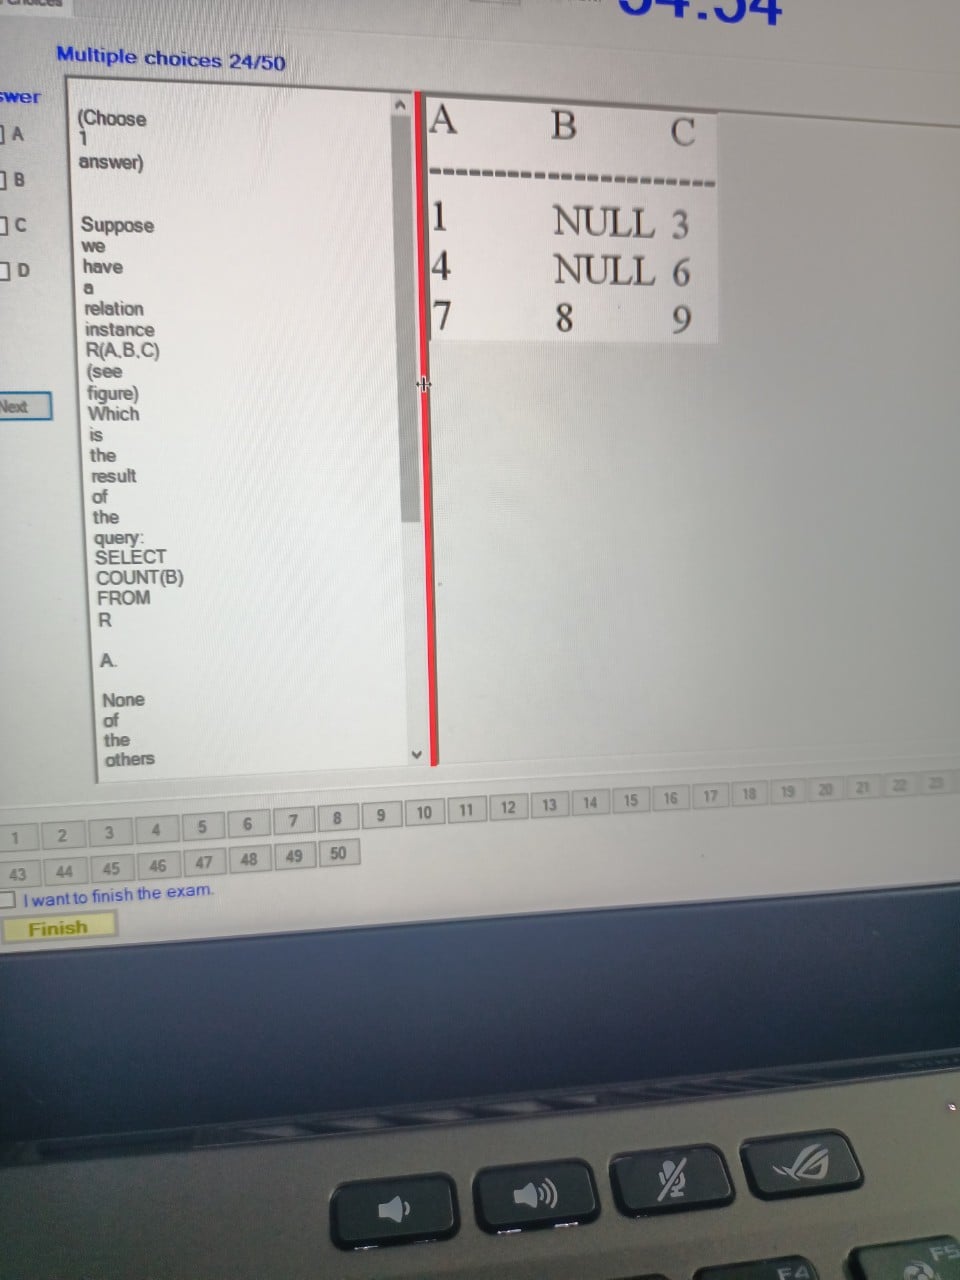 Multiple choices 24/50
A
B
C
D
Next
(Choose
1
answer)
Suppose
we
have
a
relation
instance
R(A,B,C)
(see
figure)
Which
is
the
result
of
the
query:
SELECT
COUNT(B)
FROM
R
A.
None
of
the
others
A B C
1 NULL 3
4 NULL 6
7 8 9
1 2 3 4 5 6 7 8 9 10 11 12 13 14 15 16 17 18 19 20 21 22 23
43 44 45 46 47 48 49 50
I want to finish the exam.
Finish
F4
F5